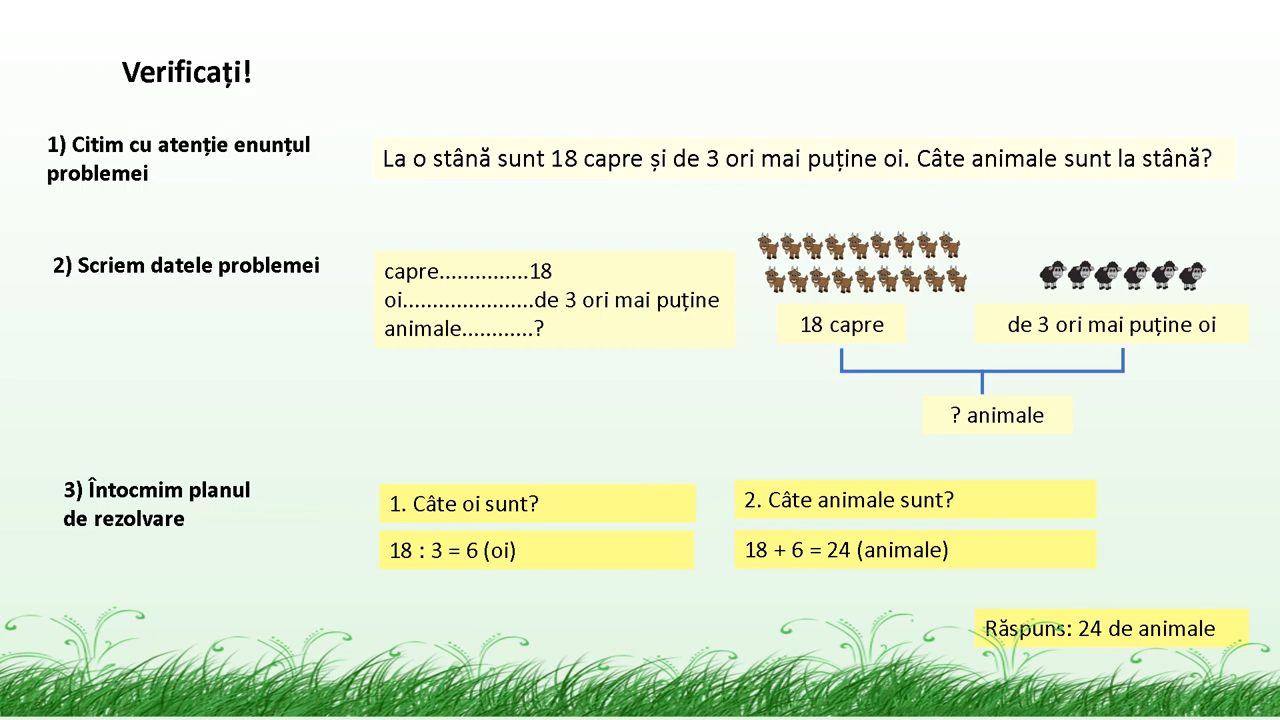 Verificați!
1) Citim cu atenție enunțul
problemei
La o stână sunt 18 capre și de 3 ori mai puține oi. Câte animale sunt la stână?
2) Scriem datele problemei
capre...............18
oi......................de 3 ori mai puține
animale............?
18 capre
de 3 ori mai puține oi
? animale
3) Întocmim planul
de rezolvare
1. Câte oi sunt?
18 : 3 = 6 (oi)
2. Câte animale sunt?
18 + 6 = 24 (animale)
Răspuns: 24 de animale